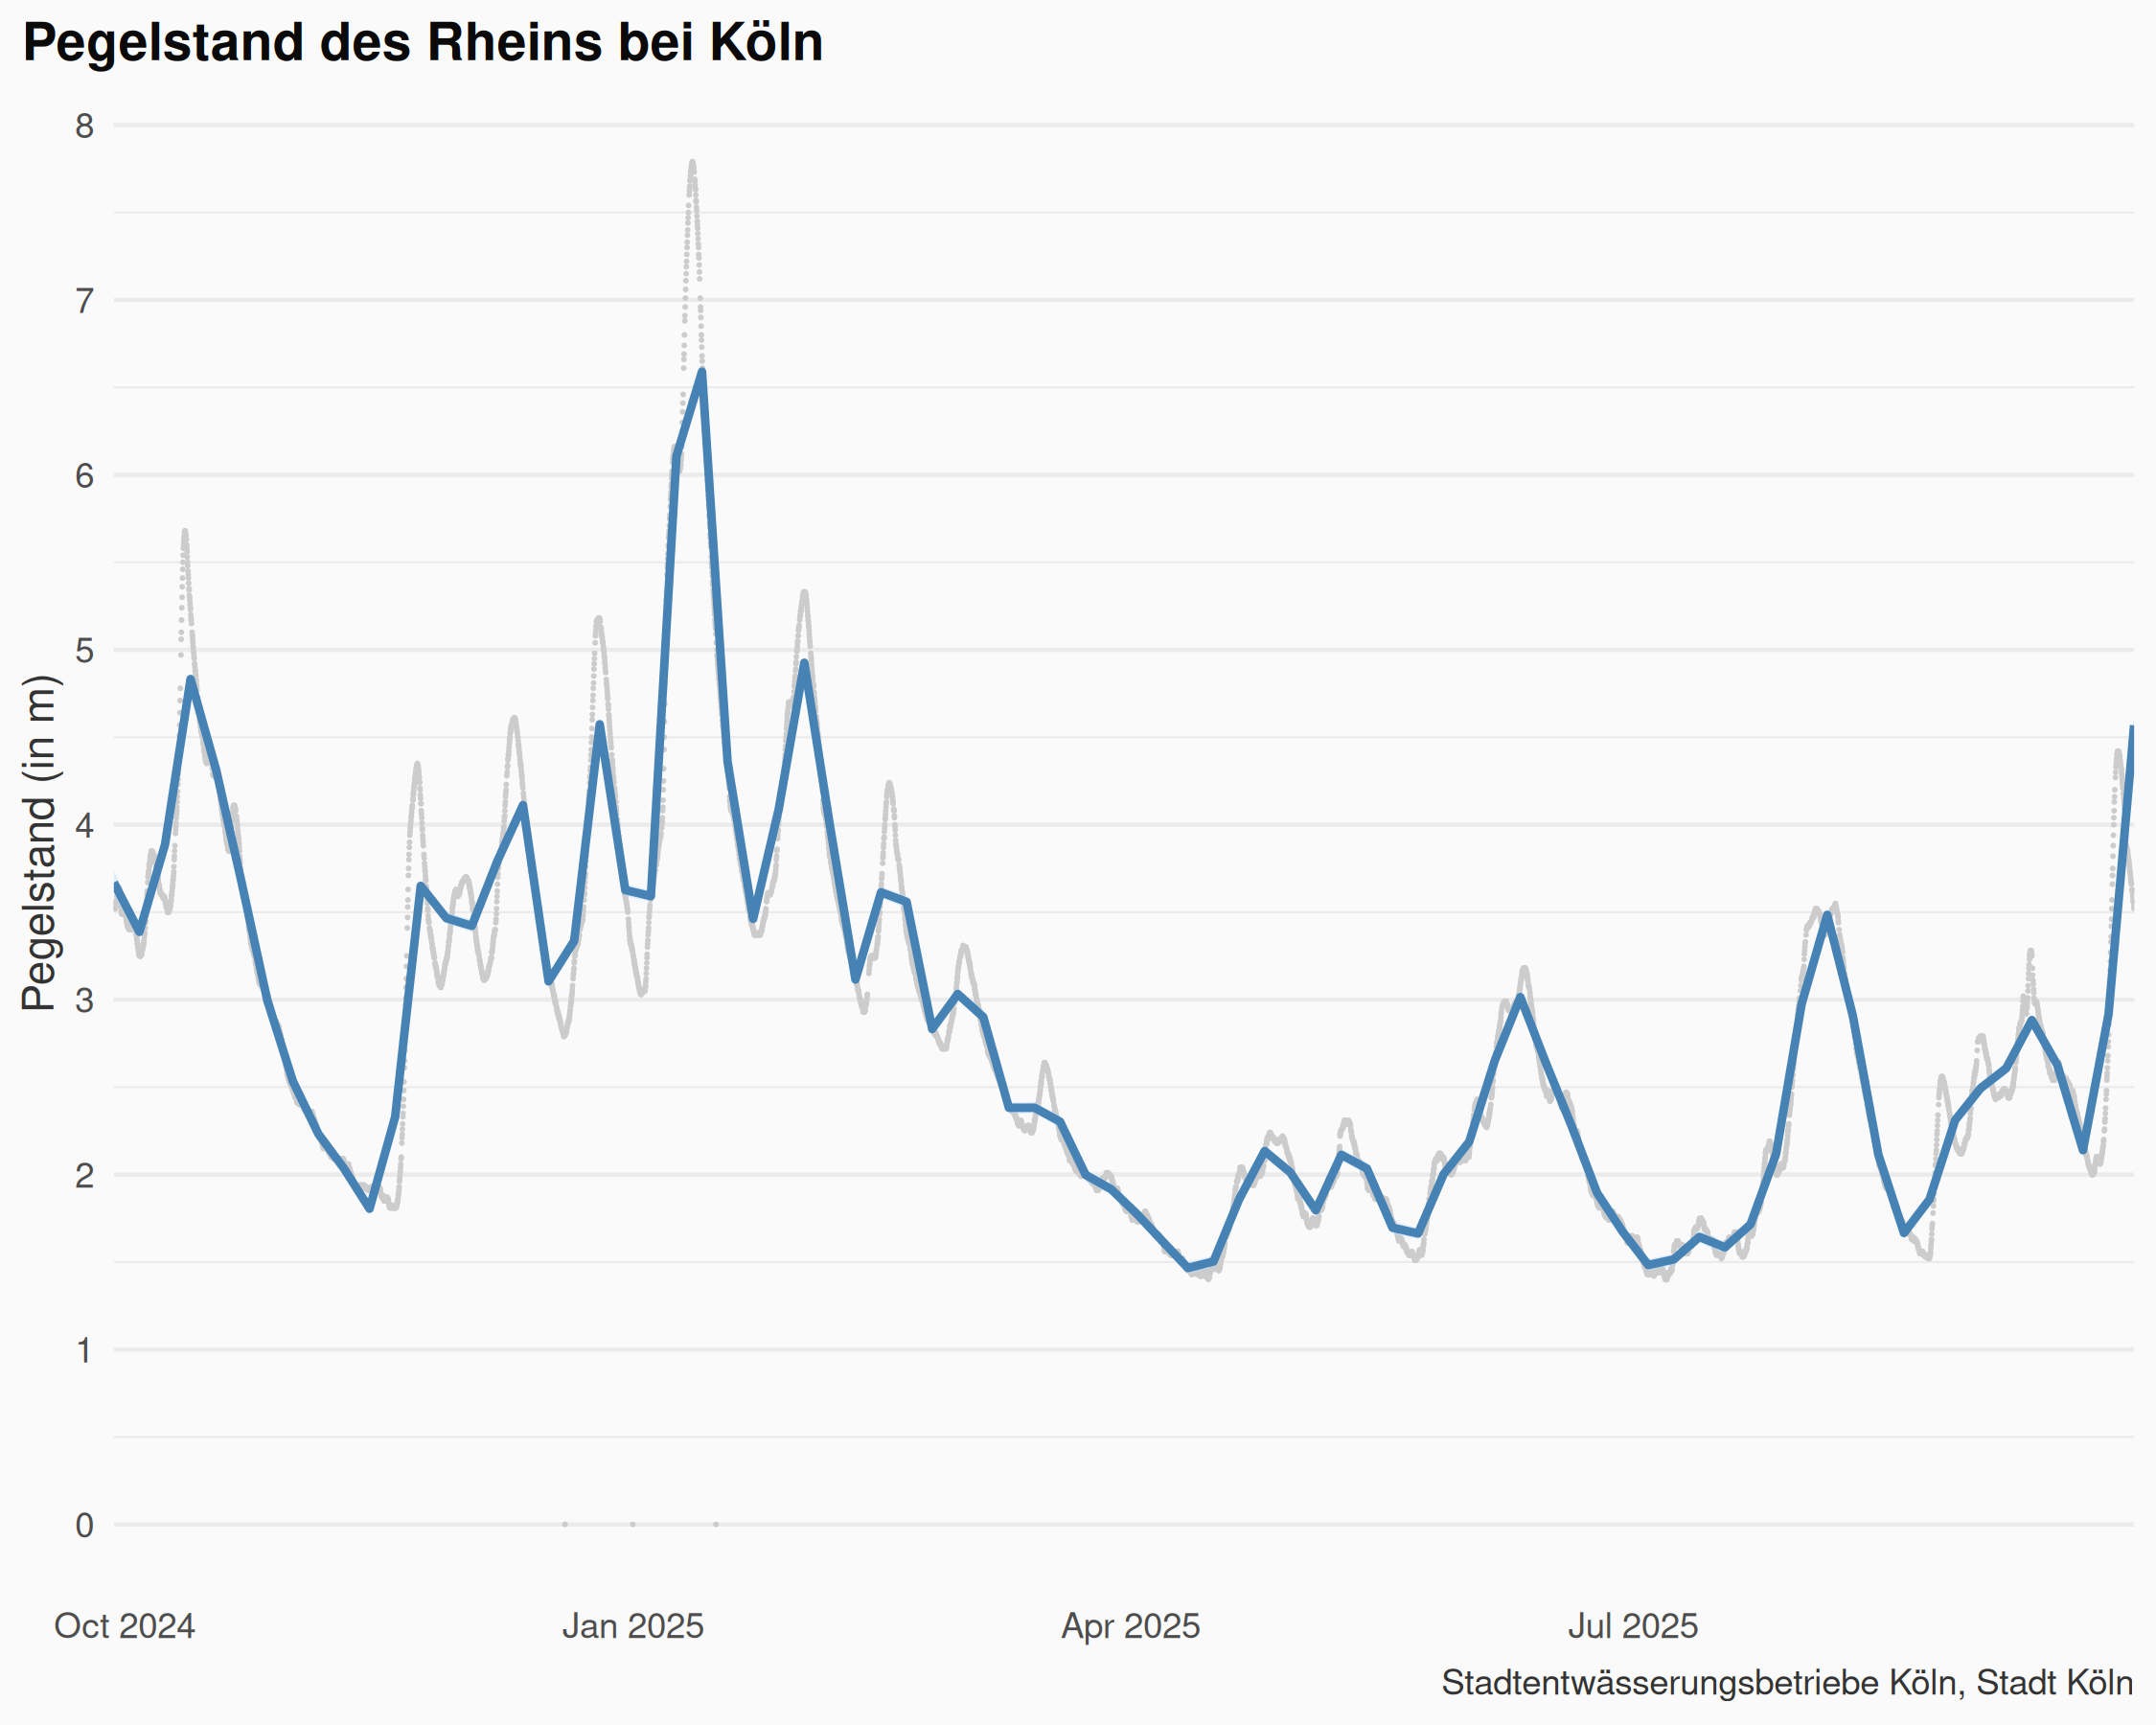 Pegelstand des Rheins bei Köln
8
7
6
5
4
3
2
1
0
Pegelstand (in m)
Oct 2024 Jan 2025 Apr 2025 Jul 2025
Stadtentwässerungsbetriebe Köln, Stadt Köln